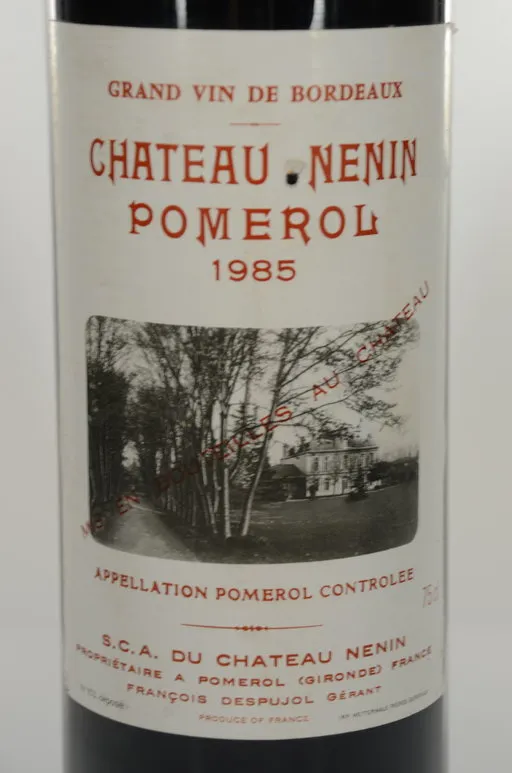 GRAND VIN DE BORDEAUX
CHATEAU NENIN
POMEROL
1985
MIS EN BOUTEILLES AU CHATEAU
APPELLATION POMEROL CONTROLEE
75cl
S.C.A. DU CHATEAU NENIN
PROPRIÉTAIRE A POMEROL (GIRONDE) FRANCE
FRANÇOIS DESPUJOL GÉRANT
PRODUCE OF FRANCE